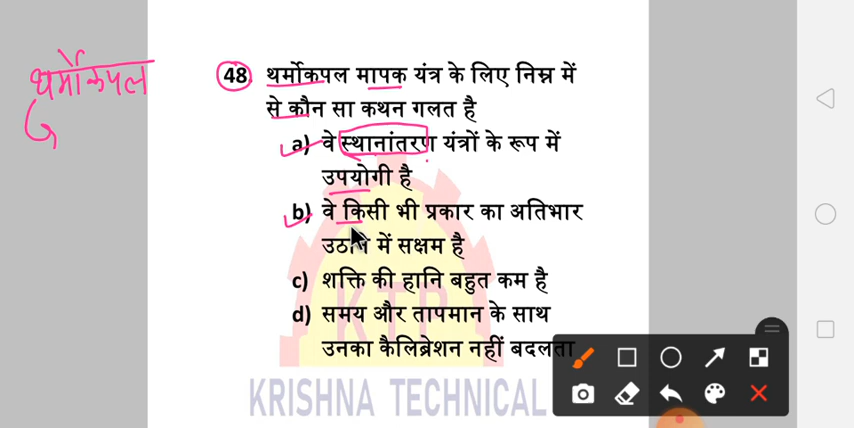 थर्मोकपल
48 थर्मोकपल मापक यंत्र के लिए निम्न में
से कौन सा कथन गलत है
a) वे स्थानांतरण यंत्रों के रूप में
उपयोगी है
b) वे किसी भी प्रकार का अतिभार
उठाने में सक्षम है
c) शक्ति की हानि बहुत कम है
d) समय और तापमान के साथ
उनका कैलिब्रेशन नहीं बदलता
KTP
KRISHNA TECHNICAL